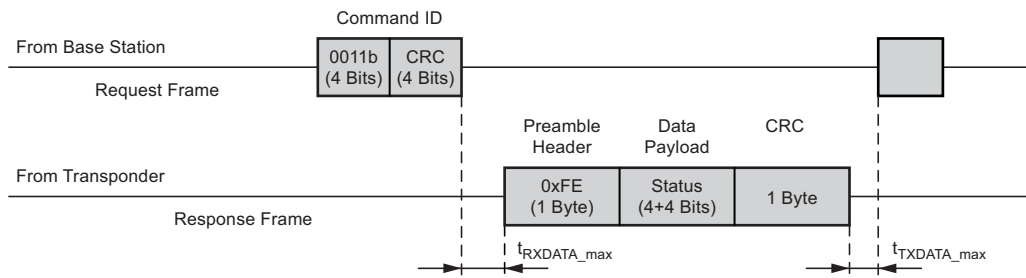 Command ID
From Base Station
0011b
(4 Bits)
CRC
(4 Bits)
Request Frame
Preamble
Header
Data
Payload
CRC
From Transponder
0xFE
(1 Byte)
Status
(4+4 Bits)
1 Byte
Response Frame
tRXDATA_max
tTXDATA_max